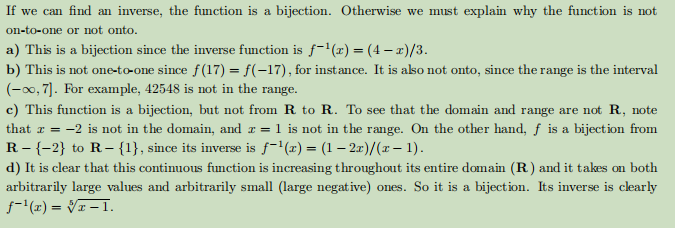 If we can find an inverse, the function is a bijection. Otherwise we must explain why the function is not
on-to-one or not onto.
a) This is a bijection since the inverse function is f⁻¹(x) = (4 − x)/3.
b) This is not one-to-one since f(17) = f(−17), for instance. It is also not onto, since the range is the interval
(−∞, 7]. For example, 42548 is not in the range.
c) This function is a bijection, but not from R to R. To see that the domain and range are not R, note
that x = −2 is not in the domain, and x = 1 is not in the range. On the other hand, f is a bijection from
R − {−2} to R − {1}, since its inverse is f⁻¹(x) = (1 − 2x)/(x − 1).
d) It is clear that this continuous function is increasing throughout its entire domain (R) and it takes on both
arbitrarily large values and arbitrarily small (large negative) ones. So it is a bijection. Its inverse is clearly
f⁻¹(x) = ⁵√(x − 1).